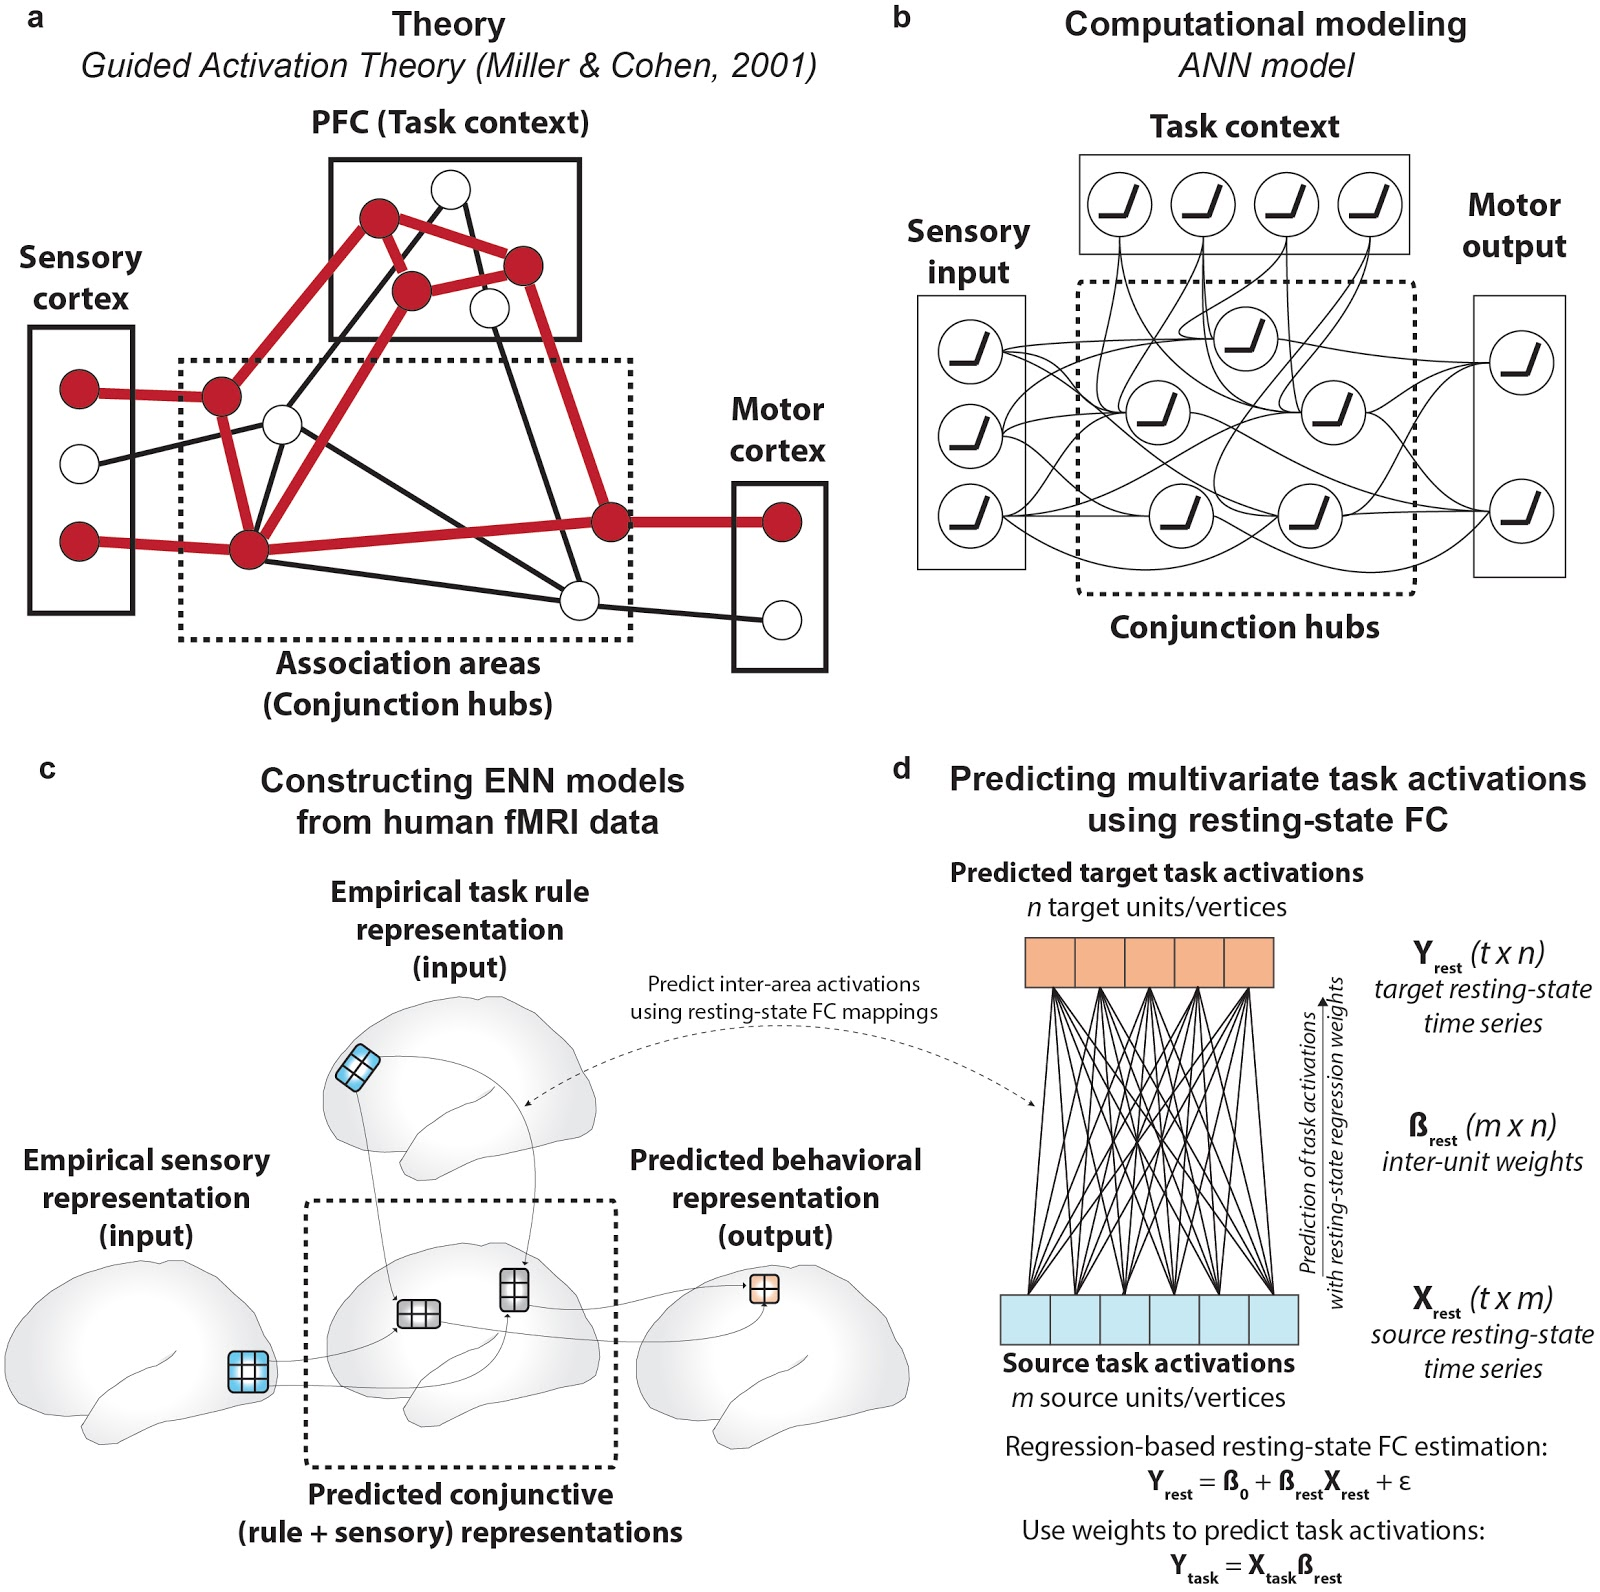 a
Theory
Guided Activation Theory (Miller & Cohen, 2001)
PFC (Task context)
Sensory
cortex
Motor
cortex
Association areas
(Conjunction hubs)
b
Computational modeling
ANN model
Task context
Sensory
input
Motor
output
Conjunction hubs
c
Constructing ENN models
from human fMRI data
Empirical task rule
representation
(input)
Predict inter-area activations
using resting-state FC mappings
Empirical sensory
representation
(input)
Predicted behavioral
representation
(output)
Predicted conjunctive
(rule + sensory) representations
d
Predicting multivariate task activations
using resting-state FC
Predicted target task activations
n target units/vertices
Y rest (t x n)
target resting-state
time series
Prediction of task activations
with resting-state regression weights
ß rest (m x n)
inter-unit weights
X rest (t x m)
source resting-state
time series
Source task activations
m source units/vertices
Regression-based resting-state FC estimation:
Y rest = ß 0 + ß rest X rest + ε
Use weights to predict task activations:
Y task = X task ß rest